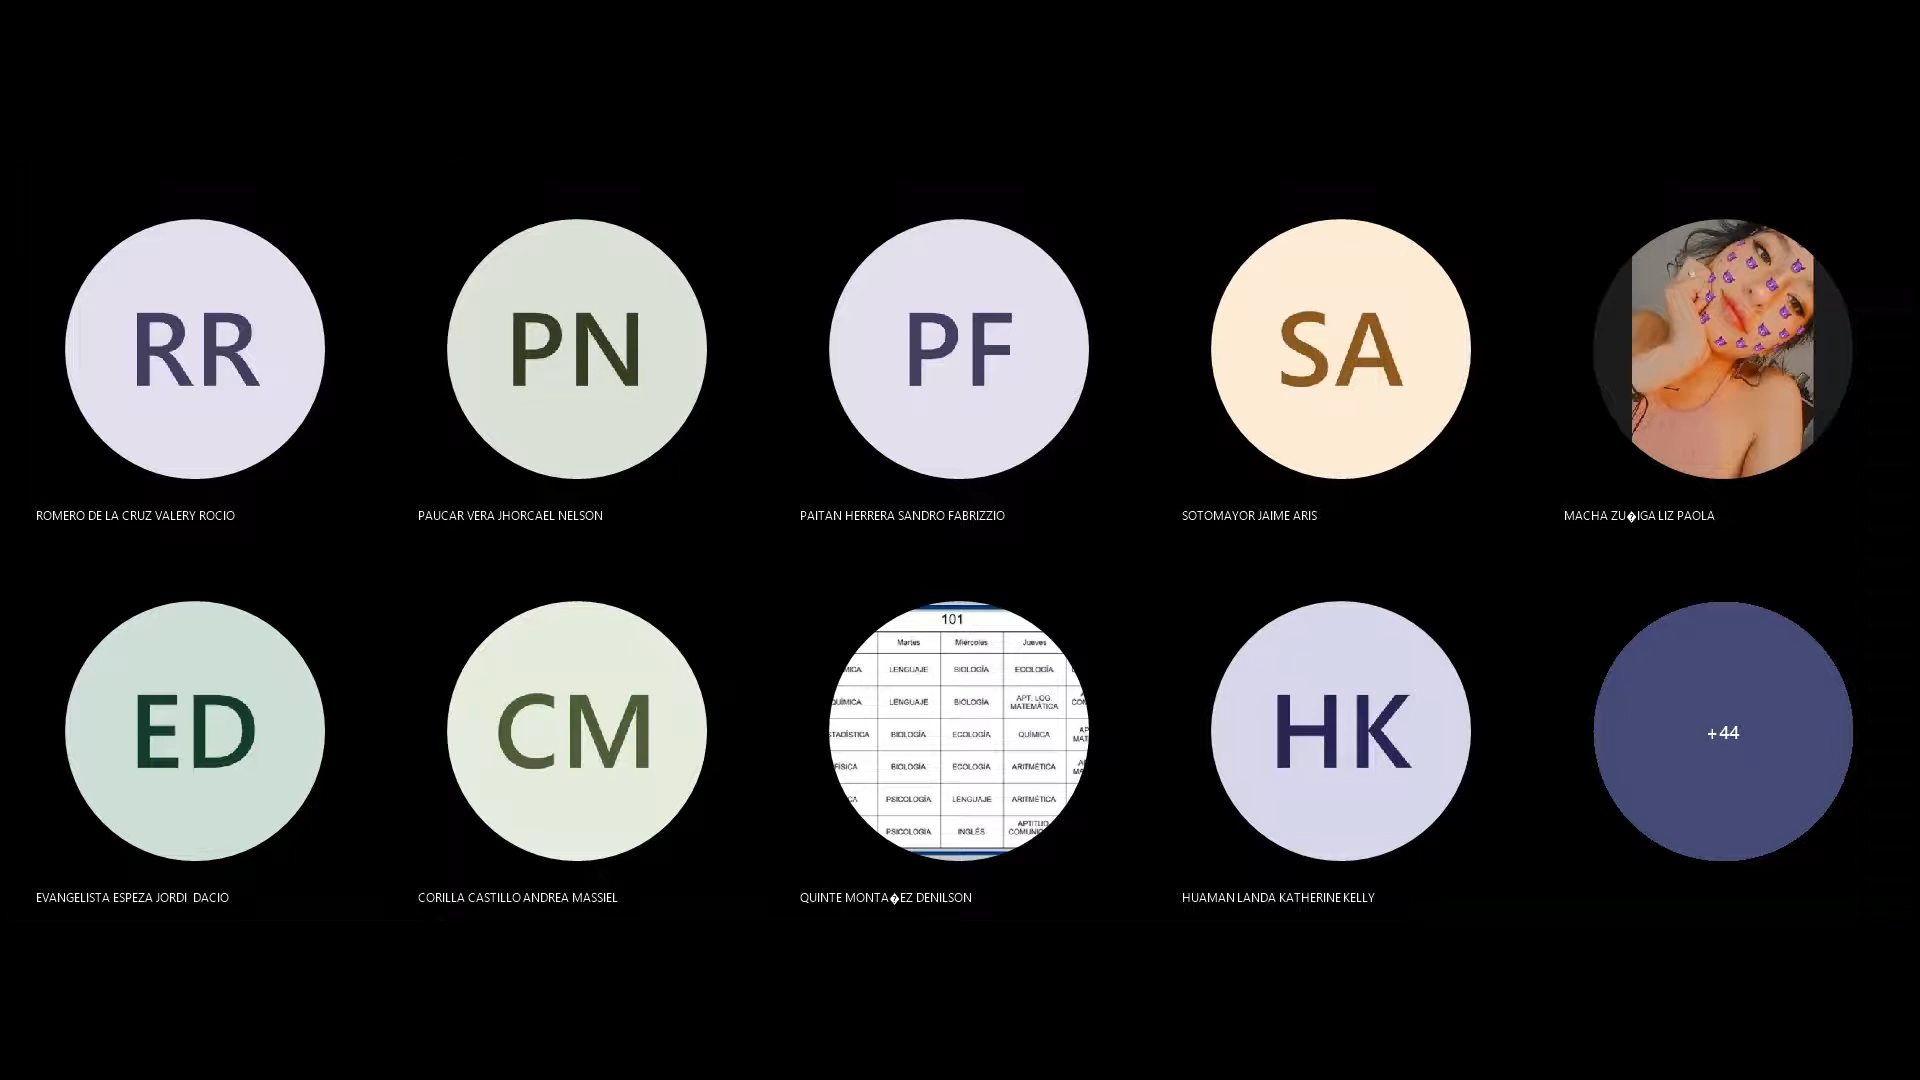 RR
PN
PF
SA
ROMERO DE LA CRUZ VALERY ROCIO
PAUCAR VERA JHORCAEL NELSON
PAITAN HERRERA SANDRO FABRIZZIO
SOTOMAYOR JAIME ARIS
MACHA ZU�IGA LIZ PAOLA
ED
CM
101
Martes Miércoles Jueves
LENGUAJE BIOLOGÍA ECOLOGÍA
LENGUAJE BIOLOGÍA APT. LOG. MATEMÁTICA
BIOLOGÍA ECOLOGÍA QUÍMICA
BIOLOGÍA ECOLOGÍA ARITMÉTICA
PSICOLOGÍA LENGUAJE ARITMÉTICA
PSICOLOGÍA INGLÉS APTITUD
HK
+44
EVANGELISTA ESPEZA JORDI DACIO
CORILLA CASTILLO ANDREA MASSIEL
QUINTE MONTA�EZ DENILSON
HUAMAN LANDA KATHERINE KELLY